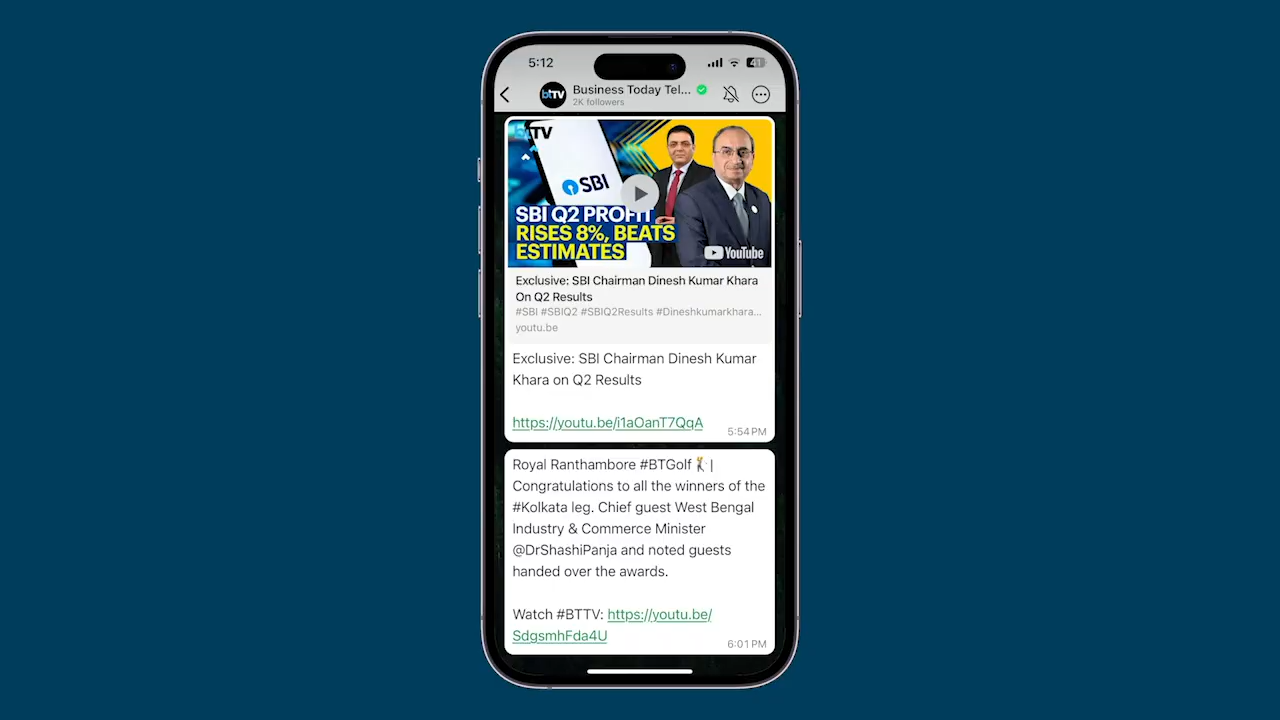 5:12
41
btTV
Business Today Tel...
2K followers
btTV
SBI
SBI Q2 PROFIT
RISES 8%, BEATS
ESTIMATES
YouTube
Exclusive: SBI Chairman Dinesh Kumar Khara
On Q2 Results
#SBI #SBIQ2 #SBIQ2Results #Dineshkumarkhara...
youtu.be
Exclusive: SBI Chairman Dinesh Kumar
Khara on Q2 Results
https://youtu.be/i1aOanT7QqA
5:54 PM
Royal Ranthambore #BTGolf🏌|
Congratulations to all the winners of the
#Kolkata leg. Chief guest West Bengal
Industry & Commerce Minister
@DrShashiPanja and noted guests
handed over the awards.
Watch #BTTV: https://youtu.be/
SdgsmhFda4U
6:01 PM